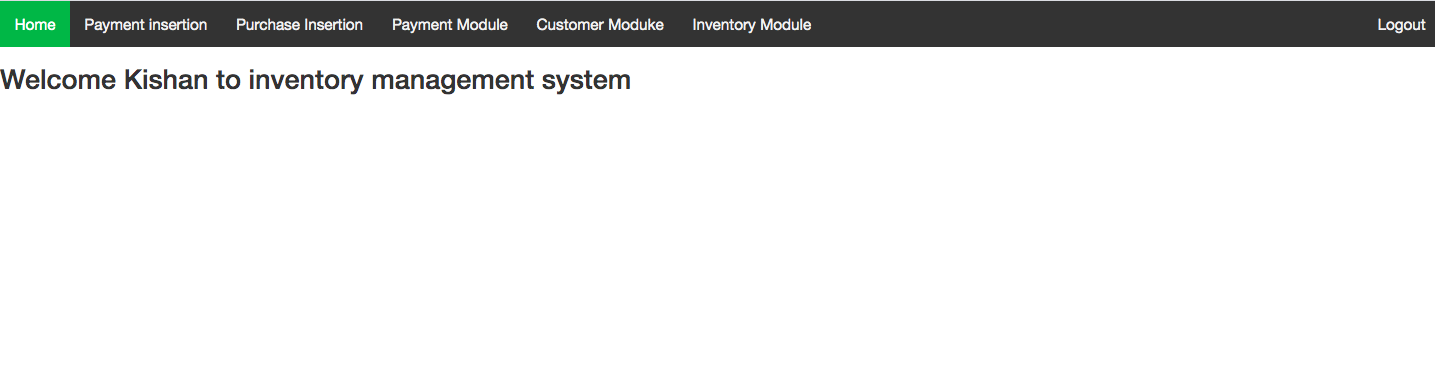 Home Payment insertion Purchase Insertion Payment Module Customer Moduke Inventory Module Logout
Welcome Kishan to inventory management system